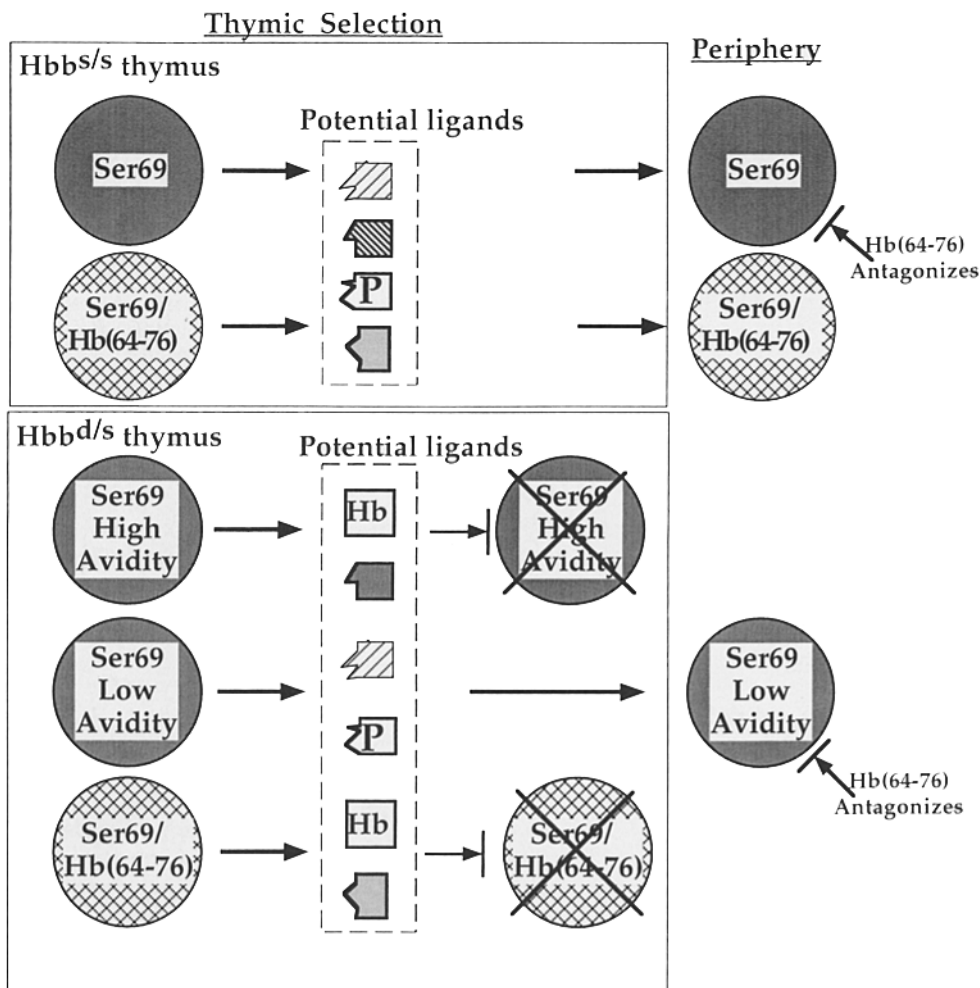 Thymic Selection
Periphery
Hbbs/s thymus
Potential ligands
Ser69
Ser69
Hb(64-76)
Antagonizes
P
Ser69/
Hb(64-76)
Ser69/
Hb(64-76)
Hbbd/s thymus
Potential ligands
Ser69
High
Avidity
Hb
Ser69
High
Avidity
Ser69
Low
Avidity
P
Ser69
Low
Avidity
Hb(64-76)
Antagonizes
Ser69/
Hb(64-76)
Hb
Ser69/
Hb(64-76)